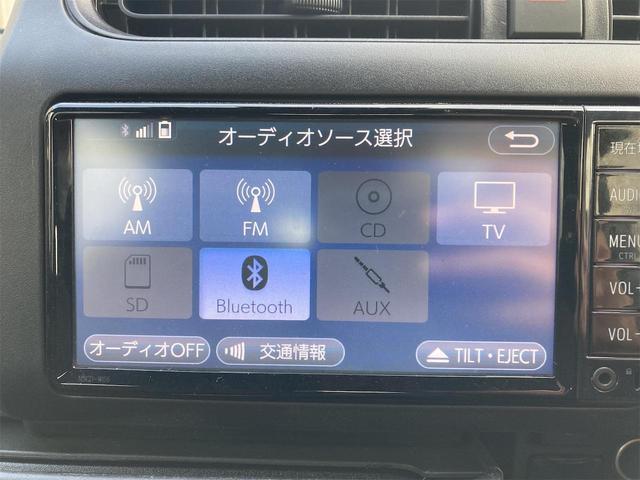 オーディオソース選択
AM
FM
CD
TV
SD
Bluetooth
AUX
オーディオOFF
交通情報
TILT・EJECT
現在
AUDI
MENU
CTRL
VOL
VOL